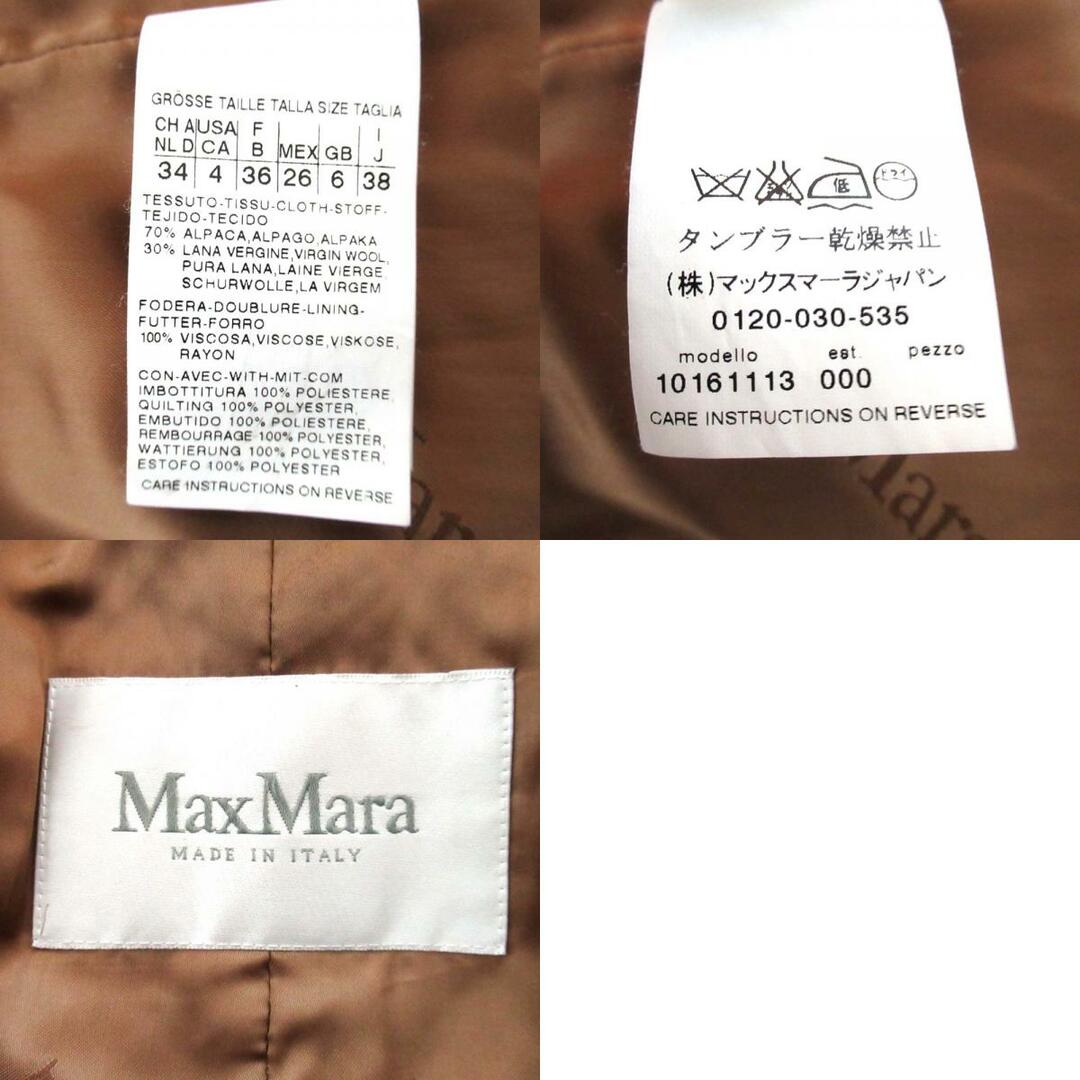 GRÖSSE TAILLE TALLA SIZE TAGLIA
CH A USA F I
NL D CA B MEX GB J
34 4 36 26 6 38
TESSUTO-TISSU-CLOTH-STOFF-
TEJIDO-TECIDO
70% ALPACA,ALPAGO,ALPAKA
30% LANA VERGINE,VIRGIN WOOL,
PURA LANA,LAINE VIERGE,
SCHURWOLLE,LA VIRGEM
FODERA-DOUBLURE-LINING-
FUTTER-FORRO
100% VISCOSA,VISCOSE,VISKOSE,
RAYON
CON-AVEC-WITH-MIT-COM
IMBOTTITURA 100% POLIESTERE,
QUILTING 100% POLYESTER,
EMBUTIDO 100% POLIESTERE,
REMBOURRAGE 100% POLYESTER,
WATTIERUNG 100% POLYESTER,
ESTOFO 100% POLYESTER
CARE INSTRUCTIONS ON REVERSE
低 ドライ
タンブラー乾燥禁止
(株)マックスマーラジャパン
0120-030-535
modello est. pezzo
10161113 000
CARE INSTRUCTIONS ON REVERSE
MaxMara
MADE IN ITALY